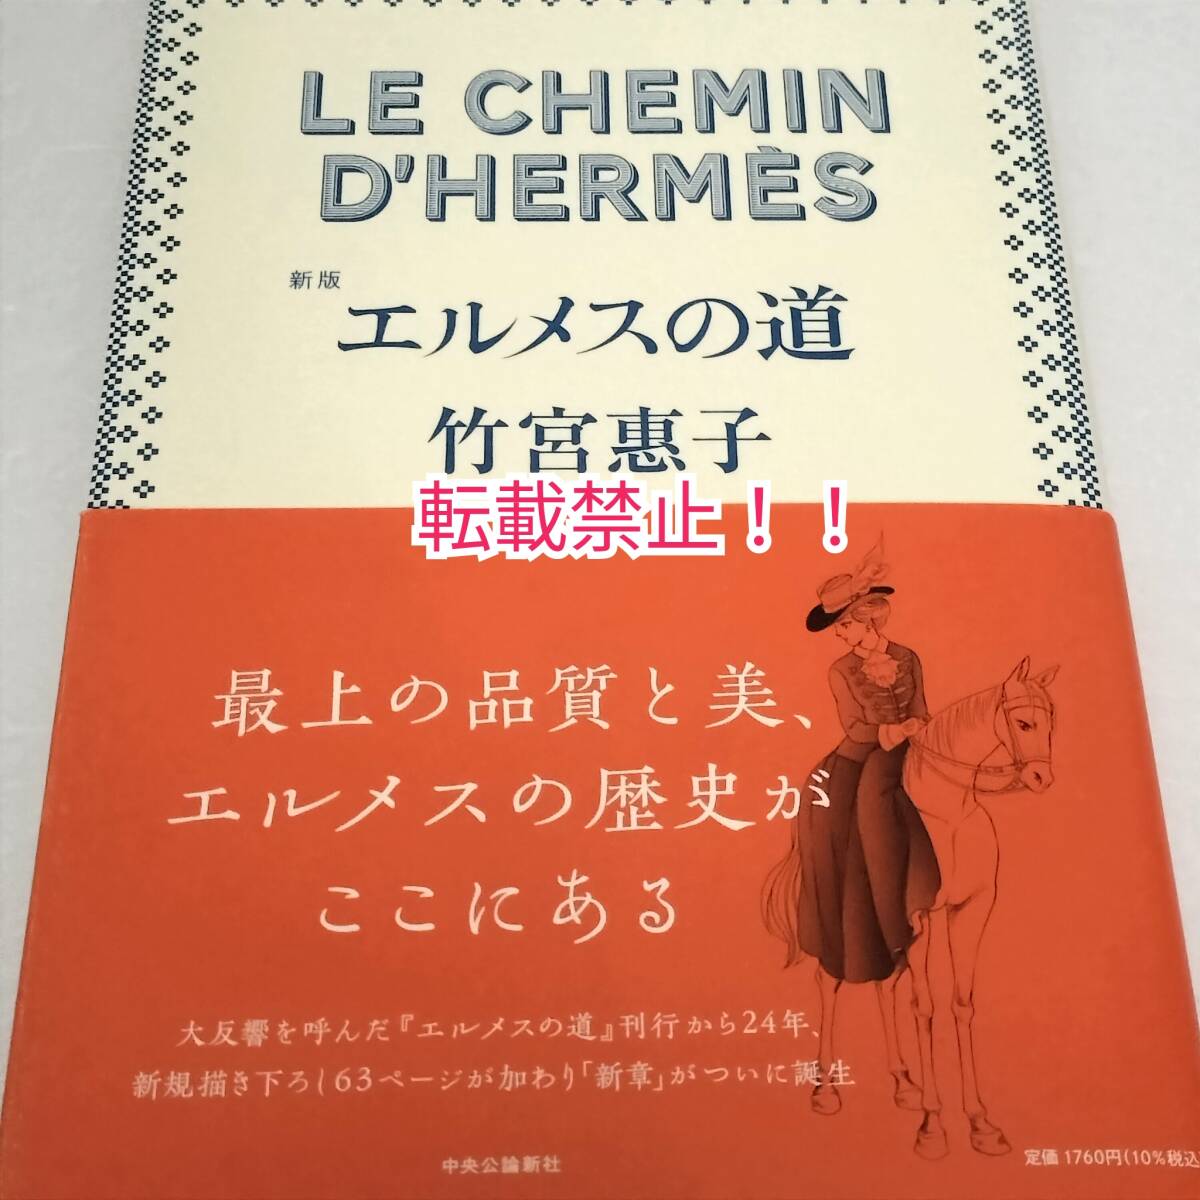 LE CHEMIN
D'HERMÈS
新版
エルメスの道
竹宮惠子
転載禁止！！
最上の品質と美、
エルメスの歴史が
ここにある
大反響を呼んだ『エルメスの道』刊行から24年、
新規描き下ろし63ページが加わり「新章」がついに誕生
中央公論新社
定価 1760円(10%税込)